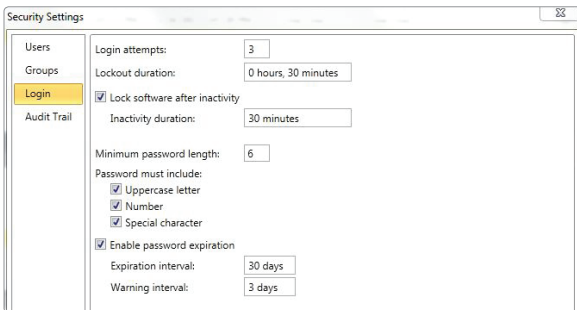 Security Settings
Users
Groups
Login
Audit Trail
Login attempts: 3
Lockout duration: 0 hours, 30 minutes
Lock software after inactivity
Inactivity duration: 30 minutes
Minimum password length: 6
Password must include:
Uppercase letter
Number
Special character
Enable password expiration
Expiration interval: 30 days
Warning interval: 3 days